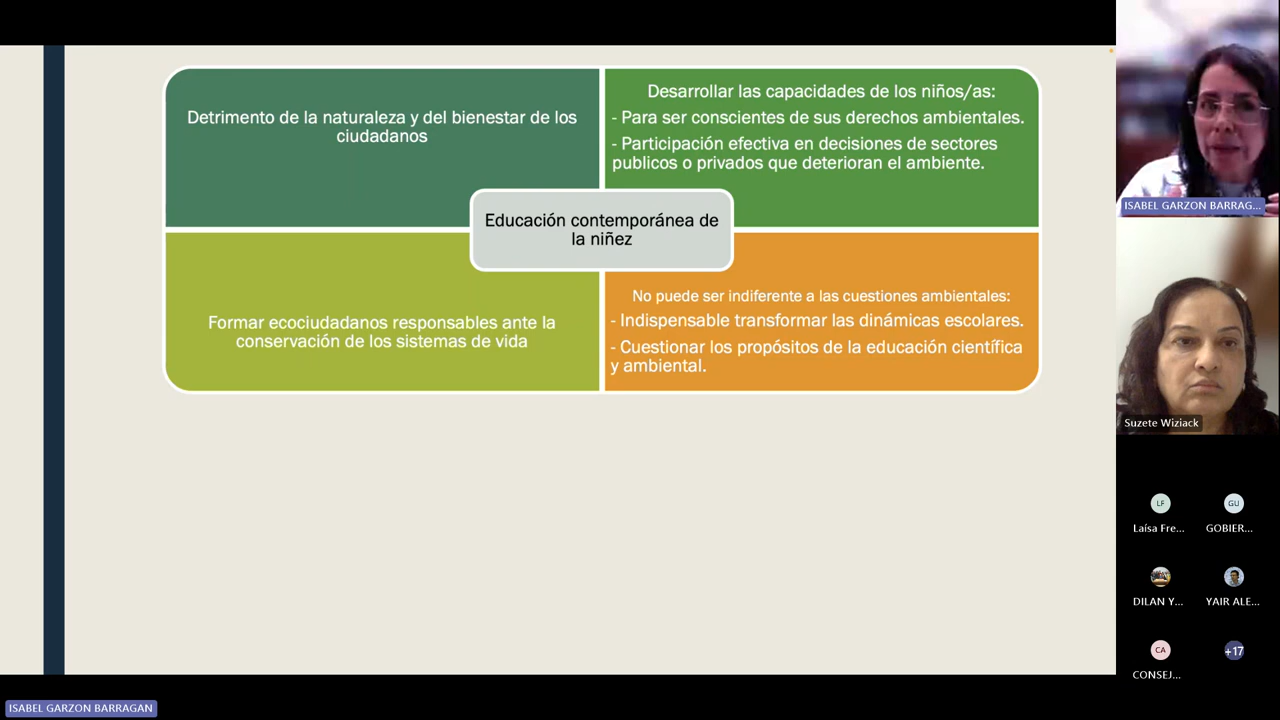 Detrimento de la naturaleza y del bienestar de los
ciudadanos
Desarrollar las capacidades de los niños/as:
- Para ser conscientes de sus derechos ambientales.
- Participación efectiva en decisiones de sectores
publicos o privados que deterioran el ambiente.
Educación contemporánea de
la niñez
Formar ecociudadanos responsables ante la
conservación de los sistemas de vida
No puede ser indiferente a las cuestiones ambientales:
- Indispensable transformar las dinámicas escolares.
- Cuestionar los propósitos de la educación científica
y ambiental.
ISABEL GARZON BARRAG...
Suzete Wiziack
LF
Laísa Fre...
GU
GOBIER...
DILAN Y...
YAIR ALE...
CA
CONSEJ...
+17
ISABEL GARZON BARRAGAN